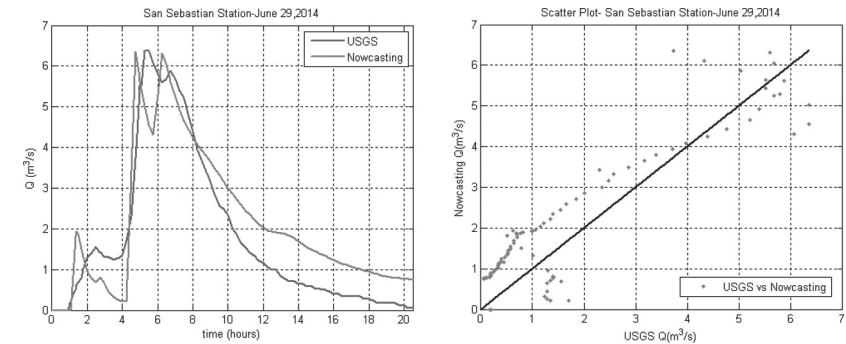 San Sebastian Station-June 29,2014
7
6
5
4
3
2
1
0
Q (m³/s)
USGS
Nowcasting
0 2 4 6 8 10 12 14 16 18 20
time (hours)
Scatter Plot- San Sebastian Station-June 29,2014
7
6
5
4
3
2
1
0
Nowcasting Q(m³/s)
USGS vs Nowcasting
0 1 2 3 4 5 6 7
USGS Q(m³/s)